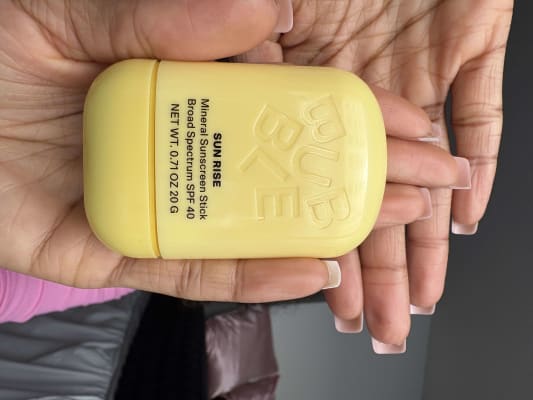 BUB
BLE
SUN RISE
Mineral Sunscreen Stick
Broad Spectrum SPF 40
NET WT. 0.71 OZ 20 G